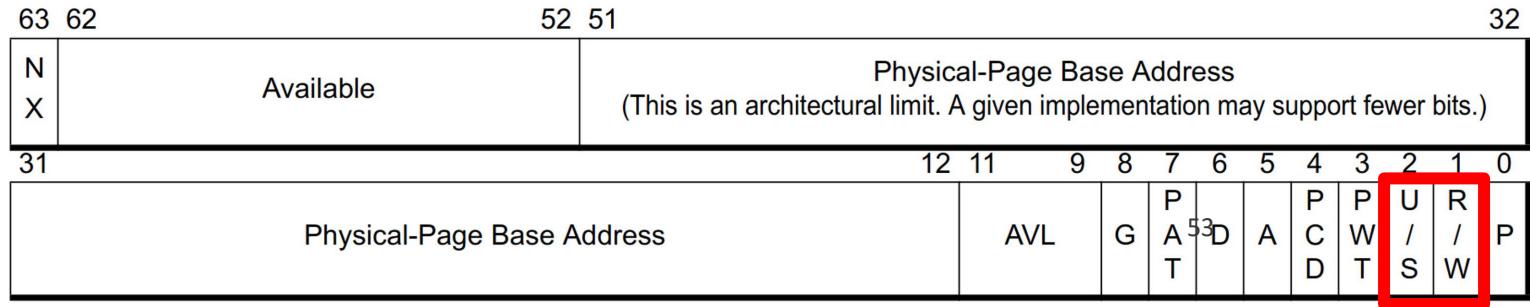 63 62 52 51 32
N
X
Available
Physical-Page Base Address
(This is an architectural limit. A given implementation may support fewer bits.)
31 12 11 9 8 7 6 5 4 3 2 1 0
Physical-Page Base Address
AVL
G
P
A
T
53
D
A
P
C
D
P
W
T
U
/
S
R
/
W
P